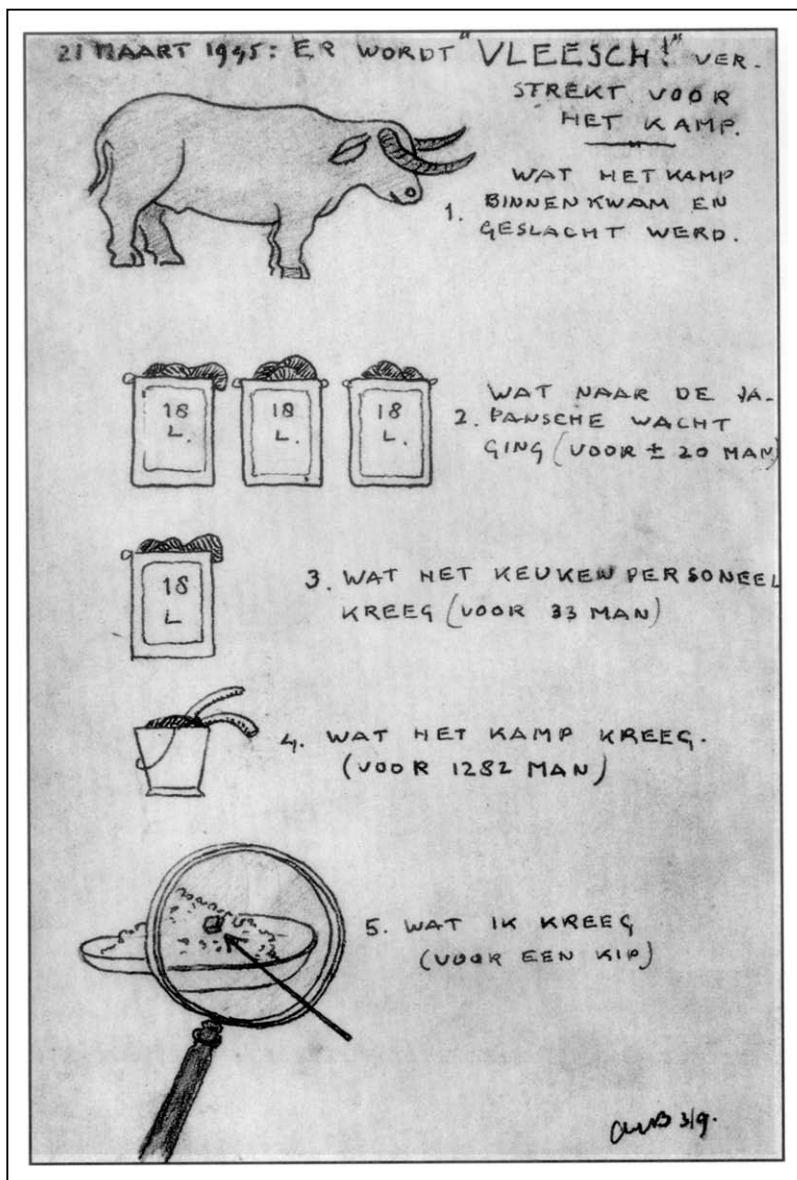 21 MAART 1945: ER WORDT "VLEESCH!" VER-
STREKT VOOR
HET KAMP.
WAT HET KAMP
1. BINNEN KWAM EN
GESLACHT WERD.
18 L.
18 L.
18 L.
WAT NAAR DE JA-
2. PANSCHE WACHT
GING (VOOR ± 20 MAN)
18 L
3. WAT HET KEUKENPERSONEEL
KREEG (VOOR 33 MAN)
4. WAT HET KAMP KREEG.
(VOOR 1282 MAN)
5. WAT IK KREEG
(VOOR EEN KIP)